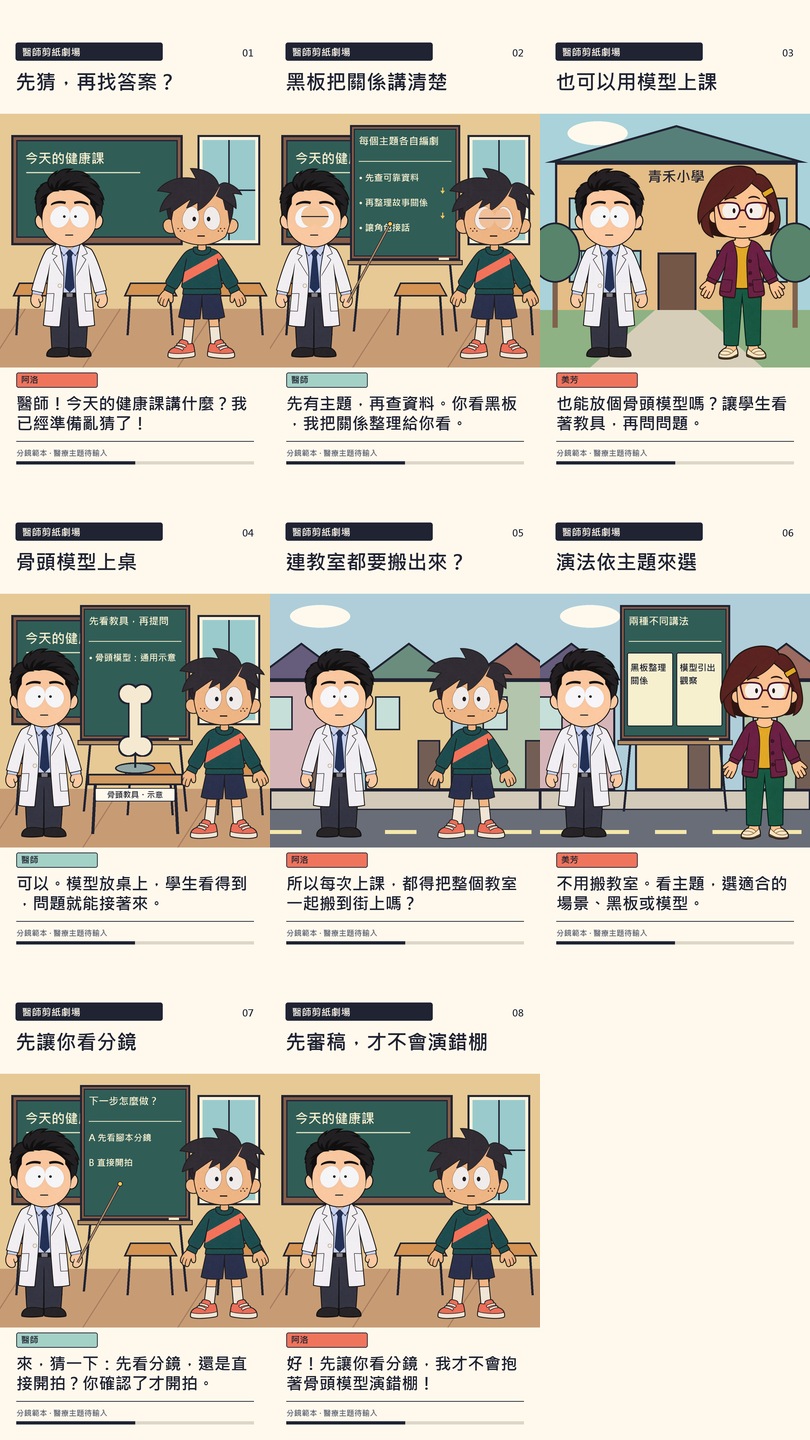 醫師剪紙劇場
01
先猜，再找答案？
今天的健康課
阿洛
醫師！今天的健康課講什麼？我
已經準備亂猜了！
分鏡範本·醫療主題待輸入
醫師剪紙劇場
02
黑板把關係講清楚
今天的健
每個主題各自編劇
• 先查可靠資料
↓
• 再整理故事關係
↓
• 讓角色接話
醫師
先有主題，再查資料。你看黑板
，我把關係整理給你看。
分鏡範本·醫療主題待輸入
醫師剪紙劇場
03
也可以用模型上課
青禾小學
美芳
也能放個骨頭模型嗎？讓學生看
著教具，再問問題。
分鏡範本·醫療主題待輸入
醫師剪紙劇場
04
骨頭模型上桌
今天的健
先看教具，再提問
• 骨頭模型：通用示意
骨頭教具·示意
醫師
可以。模型放桌上，學生看得到
，問題就能接著來。
分鏡範本·醫療主題待輸入
醫師剪紙劇場
05
連教室都要搬出來？
阿洛
所以每次上課，都得把整個教室
一起搬到街上嗎？
分鏡範本·醫療主題待輸入
醫師剪紙劇場
06
演法依主題來選
兩種不同講法
黑板整理
關係
模型引出
觀察
美芳
不用搬教室。看主題，選適合的
場景、黑板或模型。
分鏡範本·醫療主題待輸入
醫師剪紙劇場
07
先讓你看分鏡
今天的健
下一步怎麼做？
A 先看腳本分鏡
B 直接開拍
醫師
來，猜一下：先看分鏡，還是直
接開拍？你確認了才開拍。
分鏡範本·醫療主題待輸入
醫師剪紙劇場
08
先審稿，才不會演錯棚
今天的健康課
阿洛
好！先讓你看分鏡，我才不會抱
著骨頭模型演錯棚！
分鏡範本·醫療主題待輸入